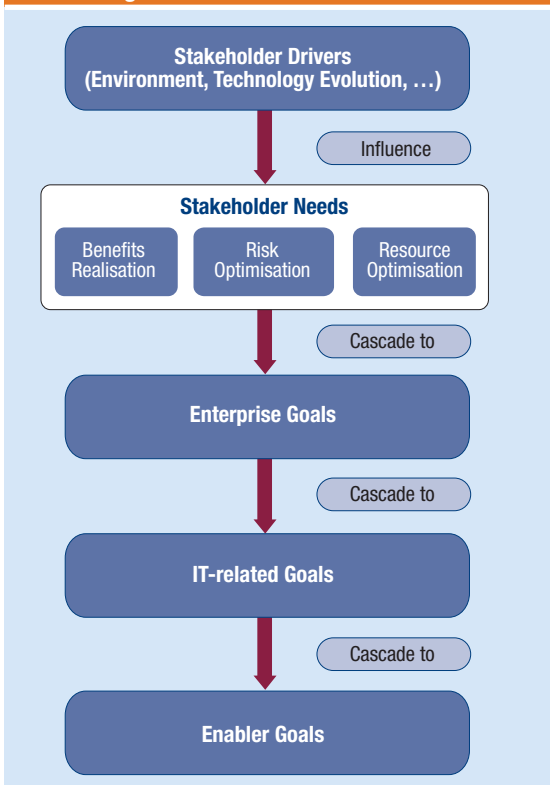 Stakeholder Drivers
(Environment, Technology Evolution, …)
Influence
Stakeholder Needs
Benefits
Realisation
Risk
Optimisation
Resource
Optimisation
Cascade to
Enterprise Goals
Cascade to
IT-related Goals
Cascade to
Enabler Goals